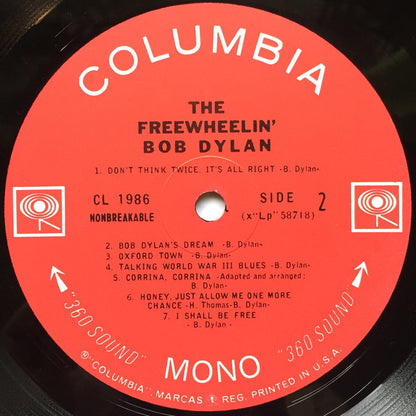 COLUMBIA
THE
FREEWHEELIN'
BOB DYLAN
1. DON'T THINK TWICE, IT'S ALL RIGHT -B. Dylan-
CL 1986
NONBREAKABLE
SIDE 2
(x"Lp" 58718)
2. BOB DYLAN'S DREAM -B. Dylan-
3. OXFORD TOWN -B. Dylan-
4. TALKING WORLD WAR III BLUES -B. Dylan-
5. CORRINA, CORRINA -Adapted and arranged:
B. Dylan-
6. HONEY, JUST ALLOW ME ONE MORE
CHANCE -H. Thomas-B. Dylan-
7. I SHALL BE FREE
-B. Dylan-
"360 SOUND"
MONO
"360 SOUND"
"COLUMBIA", MARCAS REG. PRINTED IN U.S.A.